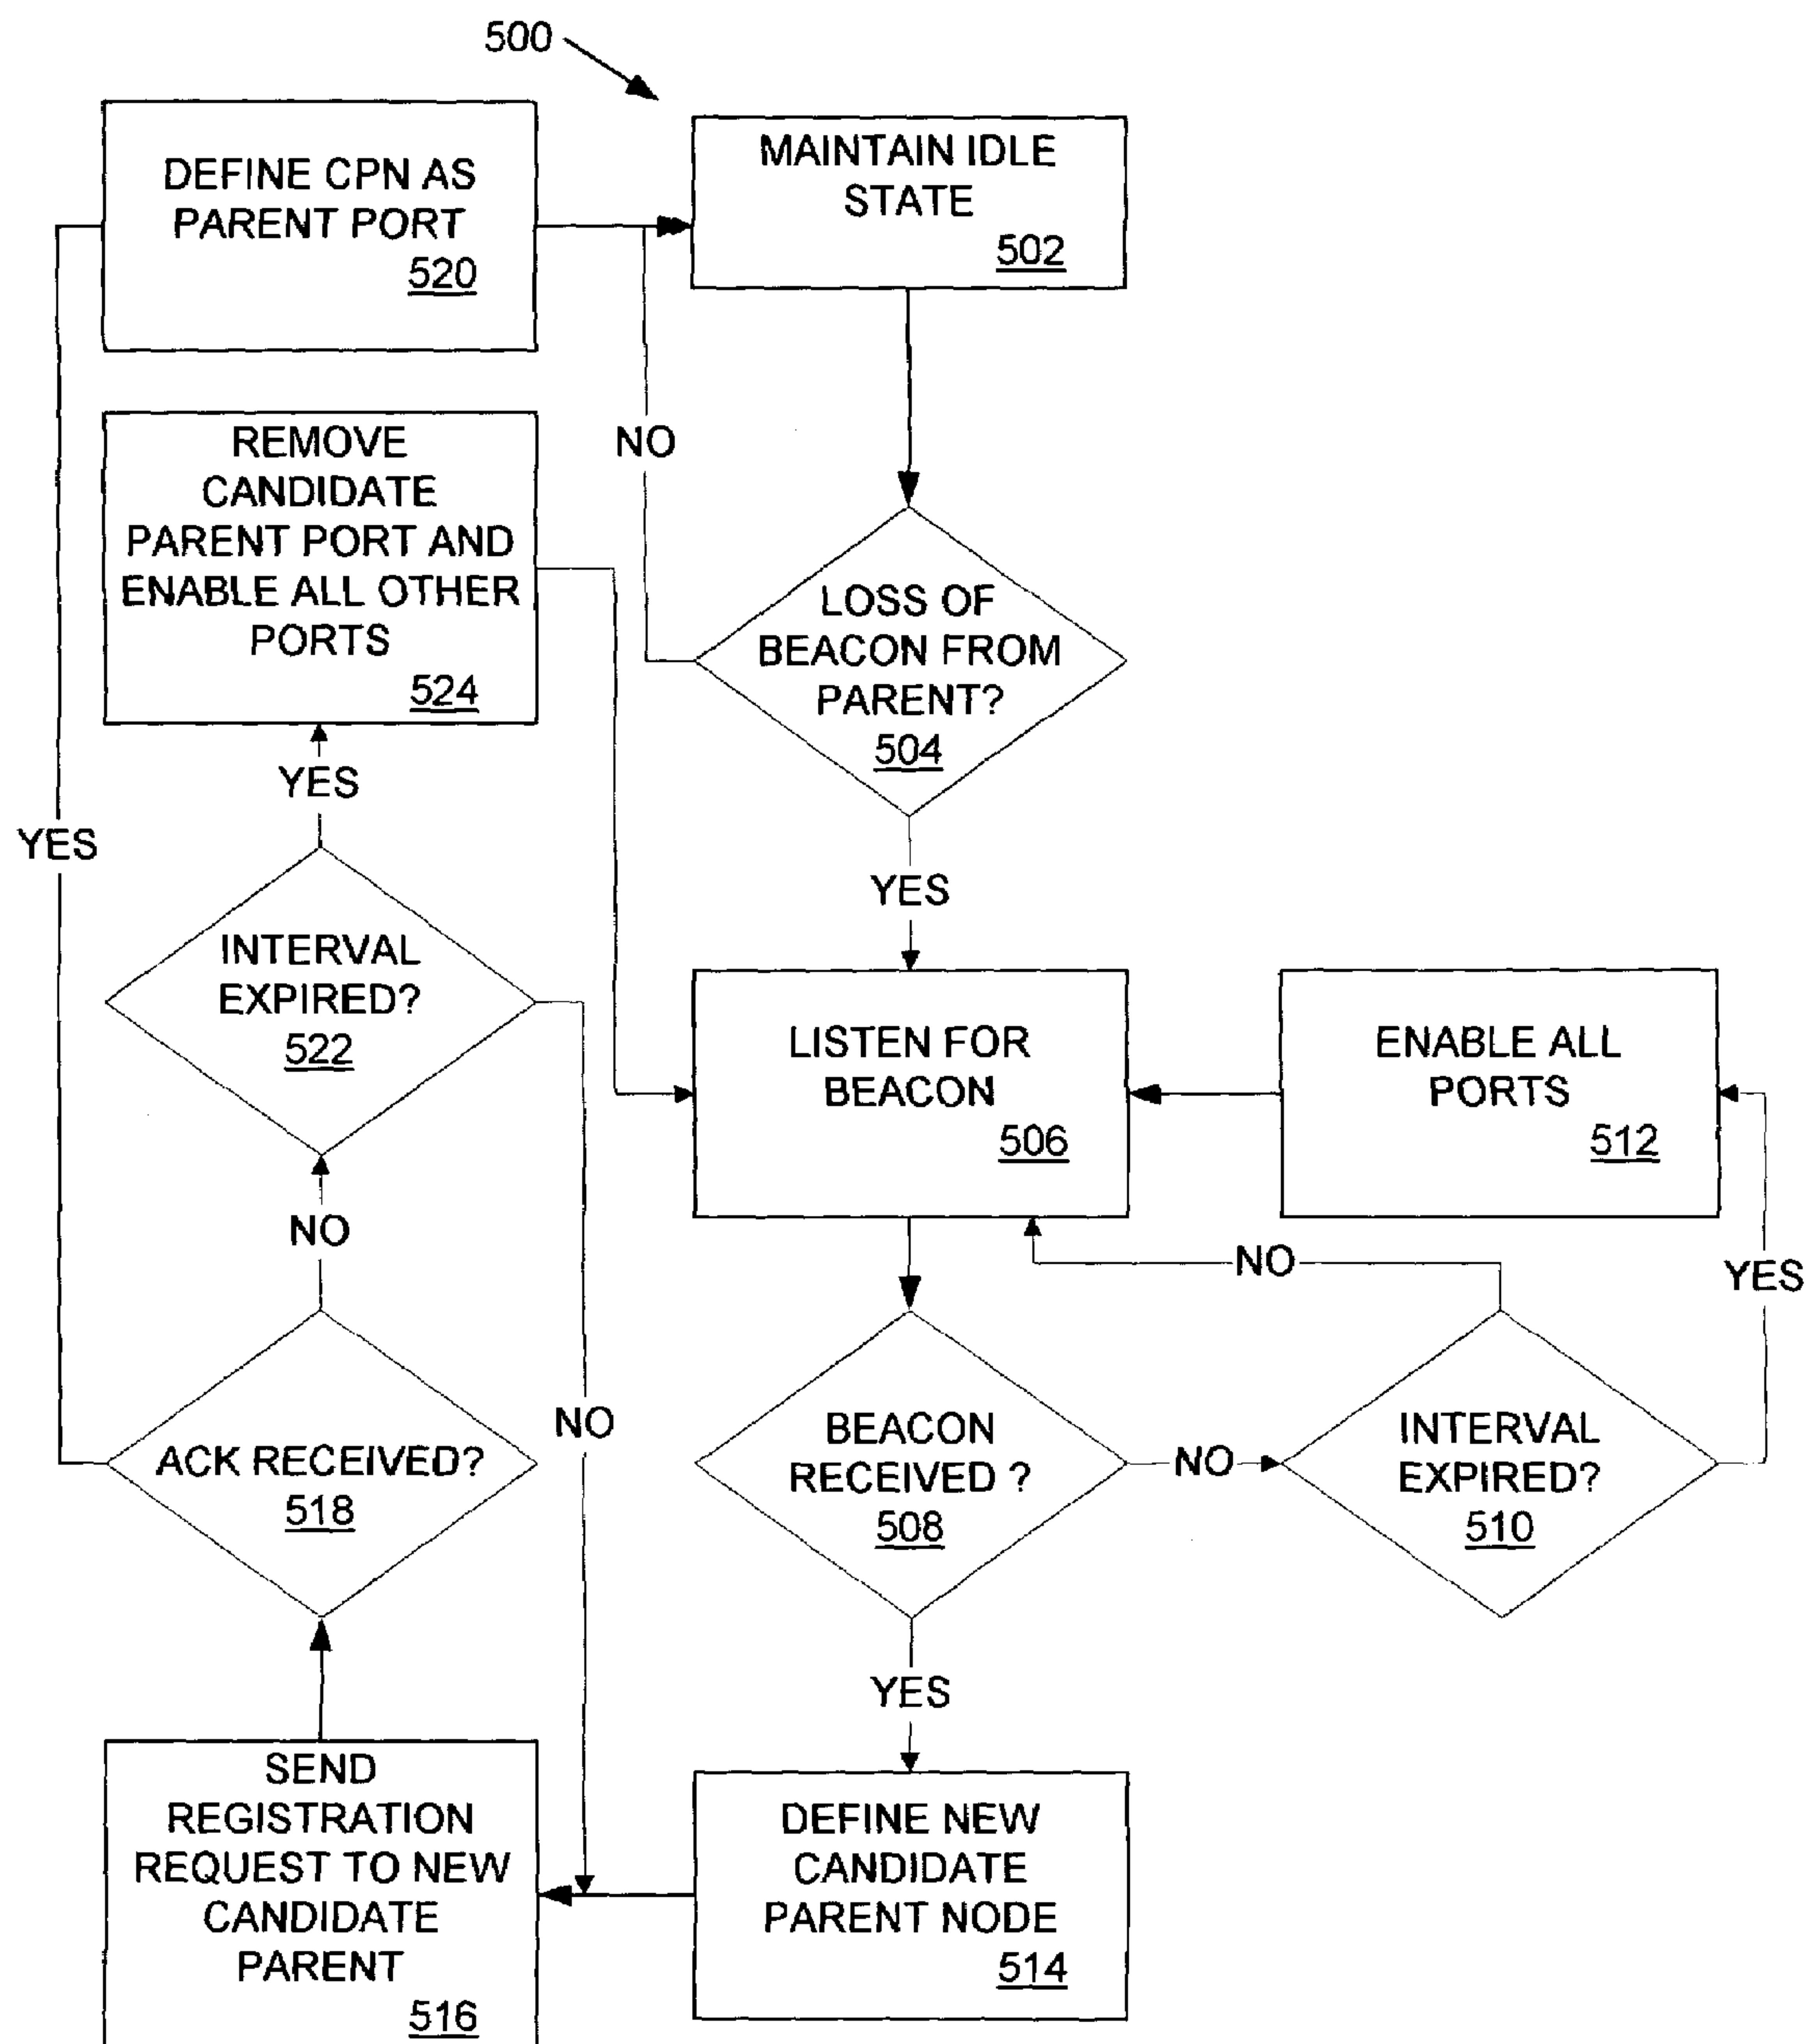 500
DEFINE CPN AS
PARENT PORT
520
MAINTAIN IDLE
STATE
502
REMOVE
CANDIDATE
PARENT PORT AND
ENABLE ALL OTHER
PORTS
524
NO
LOSS OF
BEACON FROM
PARENT?
504
YES
YES
YES
INTERVAL
EXPIRED?
522
LISTEN FOR
BEACON
506
ENABLE ALL
PORTS
512
NO
NO
YES
ACK RECEIVED?
518
NO
BEACON
RECEIVED ?
508
NO
INTERVAL
EXPIRED?
510
YES
SEND
REGISTRATION
REQUEST TO NEW
CANDIDATE
PARENT
516
DEFINE NEW
CANDIDATE
PARENT NODE
514